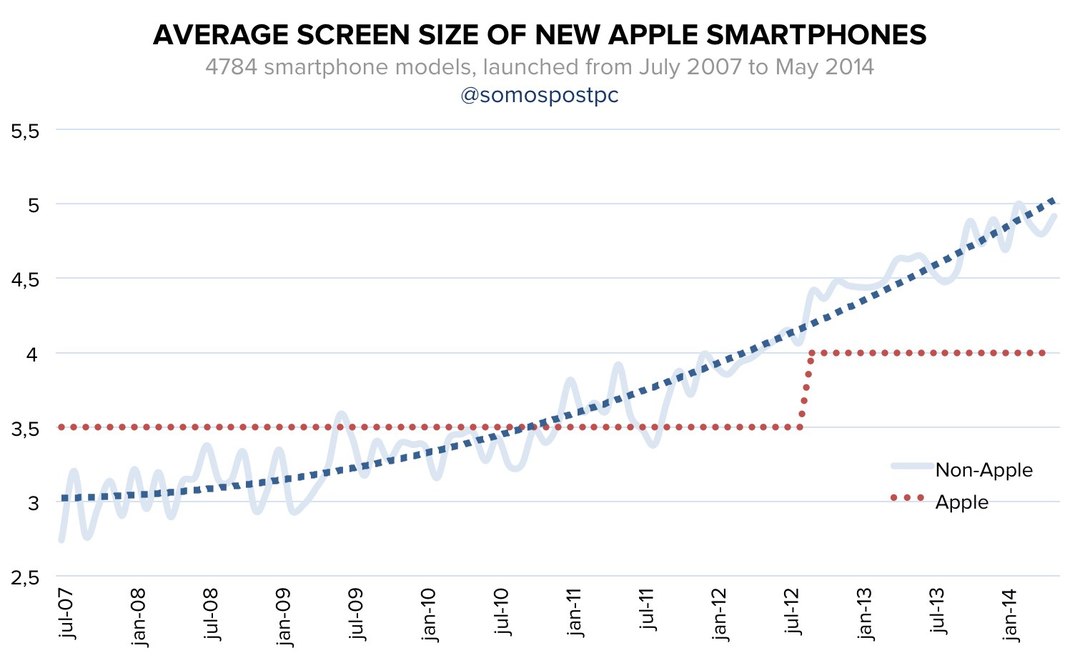 AVERAGE SCREEN SIZE OF NEW APPLE SMARTPHONES
4784 smartphone models, launched from July 2007 to May 2014
@somospostpc
5,5
5
4,5
4
3,5
3
2,5
Non-Apple
Apple
jul-07
jan-08
jul-08
jan-09
jul-09
jan-10
jul-10
jan-11
jul-11
jan-12
jul-12
jan-13
jul-13
jan-14